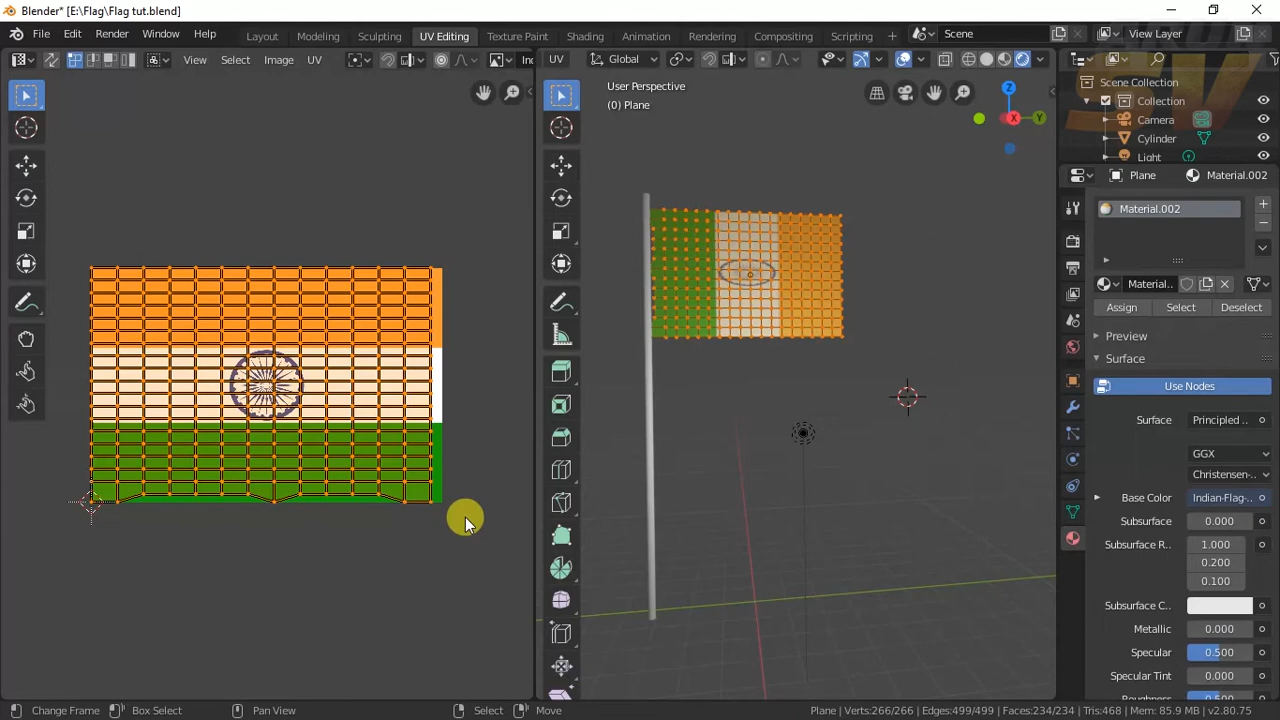 Blender* [E:\Flag\Flag tut.blend]
File Edit Render Window Help Layout Modeling Sculpting UV Editing Texture Paint Shading Animation Rendering Compositing Scripting Scene View Layer
View Select Image UV In UV Global
User Perspective
(0) Plane
Z
X
Y
Scene Collection
Collection
Camera
Cylinder
Light
Plane Material.002
Material.002
Material..
Assign Select Deselect
Preview
Surface
Use Nodes
Surface Principled ..
GGX
Christensen-..
Base Color Indian-Flag-..
Subsurface 0.000
Subsurface R.. 1.000
0.200
0.100
Subsurface C..
Metallic 0.000
Specular 0.500
Specular Tint 0.000
Roughness
Change Frame Box Select Pan View Select Move Plane | Verts:266/266 | Edges:499/499 | Faces:234/234 | Tris:468 | Mem: 85.9 MB | v2.80.75